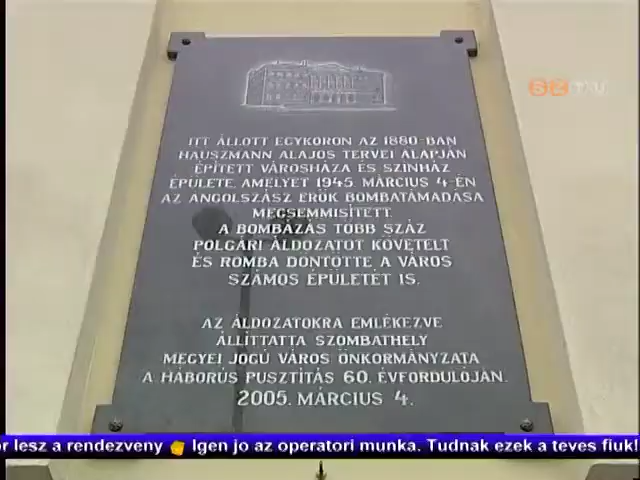 SZTV
ITT ÁLLOTT EGYKORON AZ 1880-BAN
HAUSZMANN ALAJOS TERVEI ALAPJÁN
ÉPÍTETT VÁROSHÁZA ÉS SZÍNHÁZ
ÉPÜLETE, AMELYET 1945. MÁRCIUS 4-ÉN
AZ ANGOLSZÁSZ ERŐK BOMBATÁMADÁSA
MEGSEMMISÍTETT.
A BOMBÁZÁS TÖBB SZÁZ
POLGÁRI ÁLDOZATOT KÖVETELT
ÉS ROMBA DÖNTÖTTE A VÁROS
SZÁMOS ÉPÜLETÉT IS.
AZ ÁLDOZATOKRA EMLÉKEZVE
ÁLLÍTTATTA SZOMBATHELY
MEGYEI JOGÚ VÁROS ÖNKORMÁNYZATA
A HÁBORÚS PUSZTÍTÁS 60. ÉVFORDULÓJÁN.
2005. MÁRCIUS 4.
or lesz a rendezveny Igen jo az operatori munka. Tudnak ezek a teves fiuk!